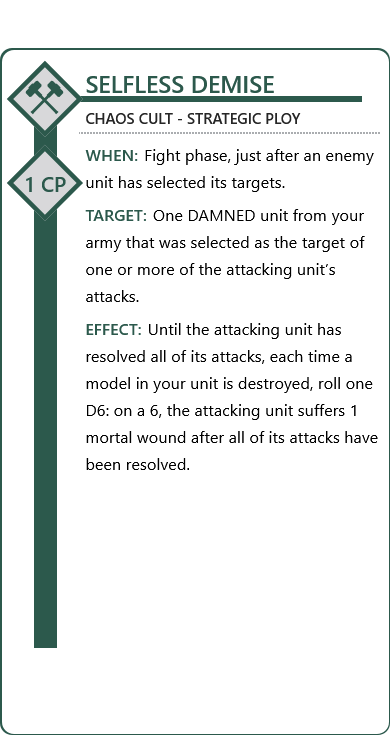 SELFLESS DEMISE
CHAOS CULT - STRATEGIC PLOY
1 CP
WHEN: Fight phase, just after an enemy
unit has selected its targets.
TARGET: One DAMNED unit from your
army that was selected as the target of
one or more of the attacking unit’s
attacks.
EFFECT: Until the attacking unit has
resolved all of its attacks, each time a
model in your unit is destroyed, roll one
D6: on a 6, the attacking unit suffers 1
mortal wound after all of its attacks have
been resolved.